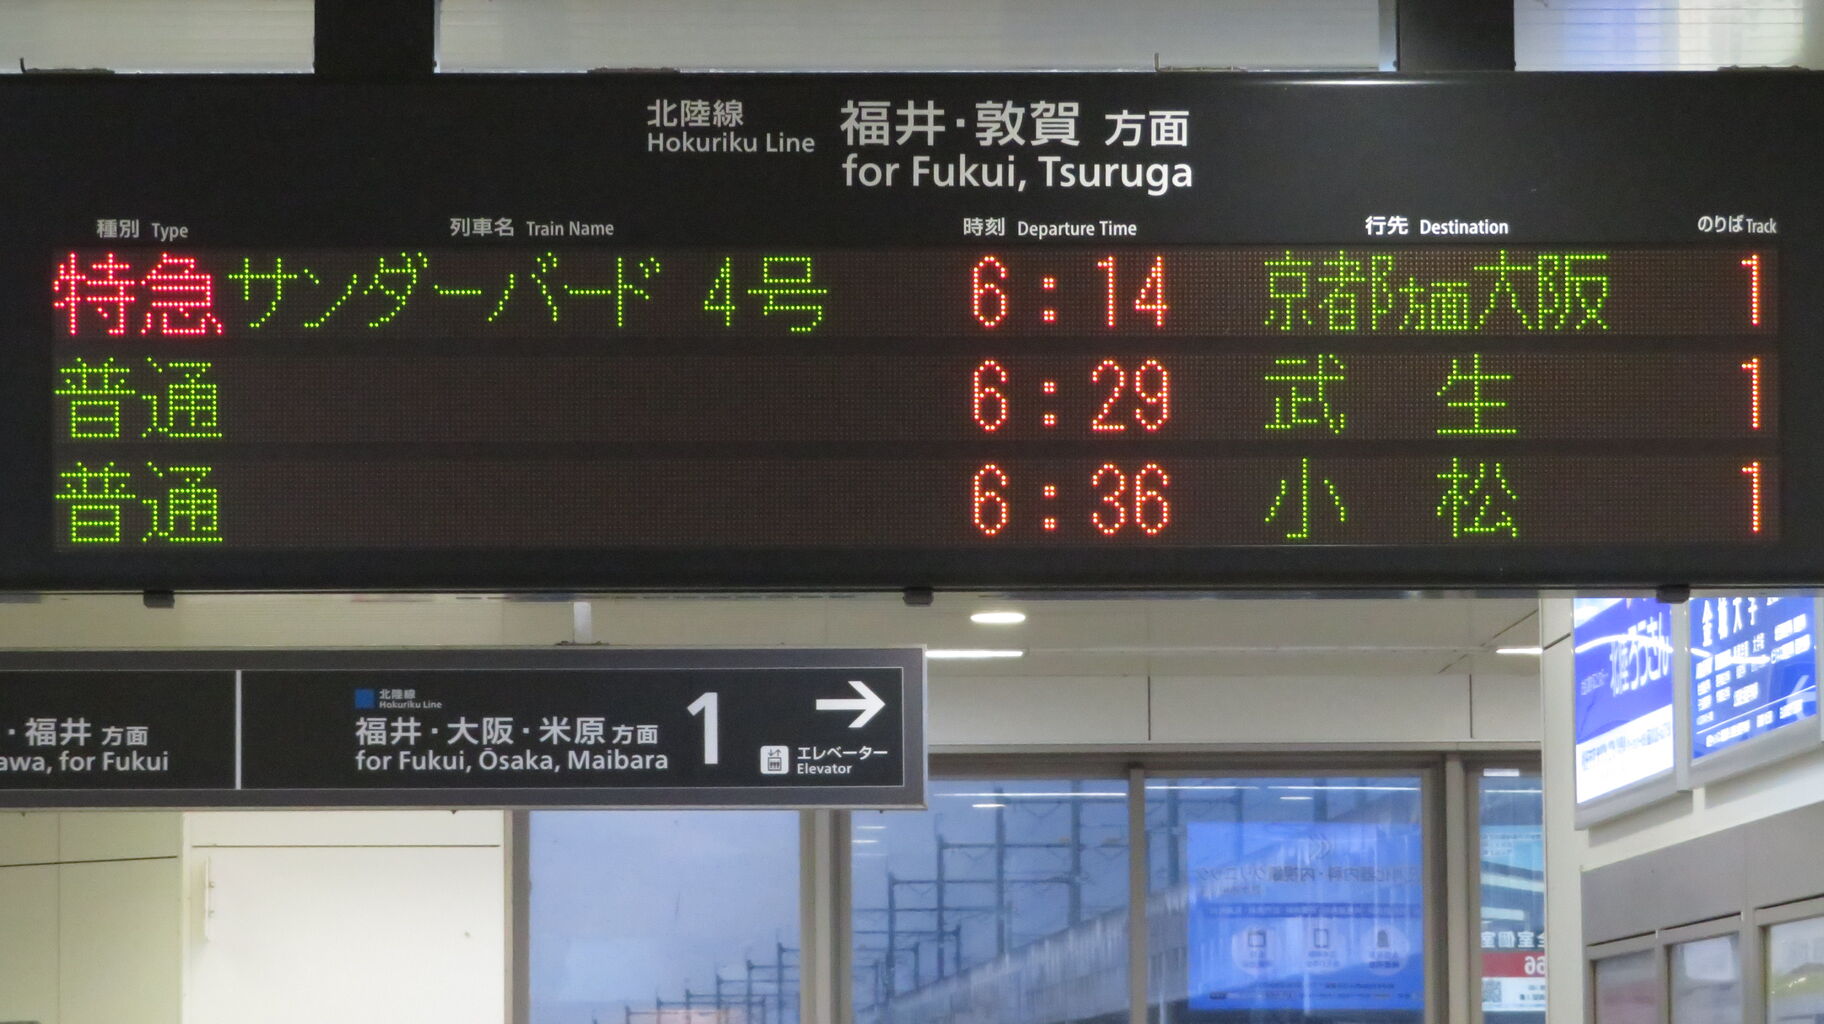 北陸線 福井・敦賀 方面
Hokuriku Line for Fukui, Tsuruga
種別 Type 列車名 Train Name 時刻 Departure Time 行先 Destination のりば Track
特急 サンダーバード 4号 6:14 京都方面大阪 1
普通 6:29 武生 1
普通 6:36 小松 1
・福井 方面
awa, for Fukui
北陸線
Hokuriku Line
福井・大阪・米原 方面
for Fukui, Ōsaka, Maibara
1
エレベーター
Elevator